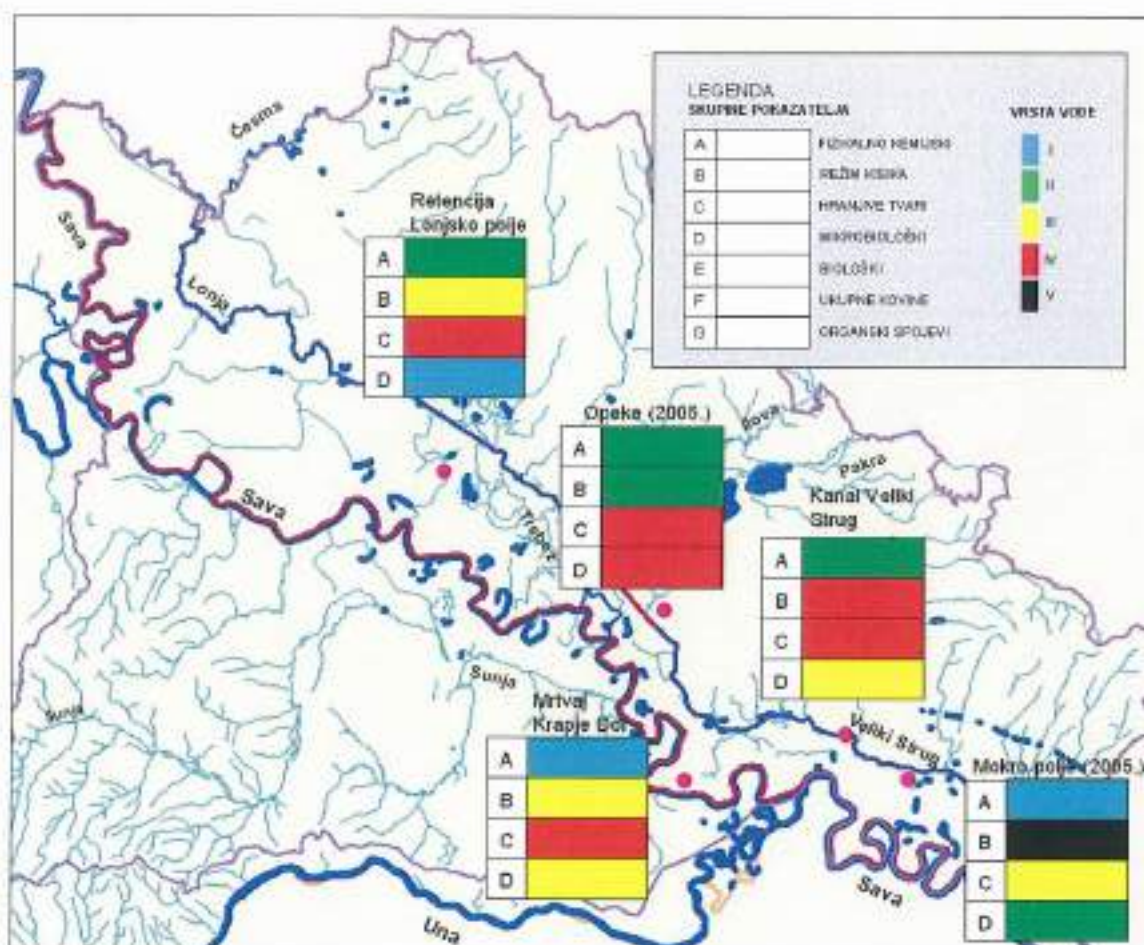 LEGENDA
SKUPINE POKAZATELJA
VRSTA VODE
A FIZIKALNO KEMIJSKI
B REŽIM KISIKA
C HRANJIVE TVARI
D MIKROBIOLOŠKI
E BIOLOŠKI
F UKUPNE KOVINE
G ORGANSKI SPOJEVI
I
II
III
IV
V
Česma
Sava
Lonja
Retencija
Lonjsko polje
A
B
C
D
Opeke (2005.)
A
B
C
D
Ilova
Pakra
Kanal Veliki
Strug
A
B
C
D
Sava
Trebež
Sunja
Sunja
Mrtvaj
Krapje Đol
A
B
C
D
Veliki Strug
Mokro polje (2005.)
A
B
C
D
Sava
Una